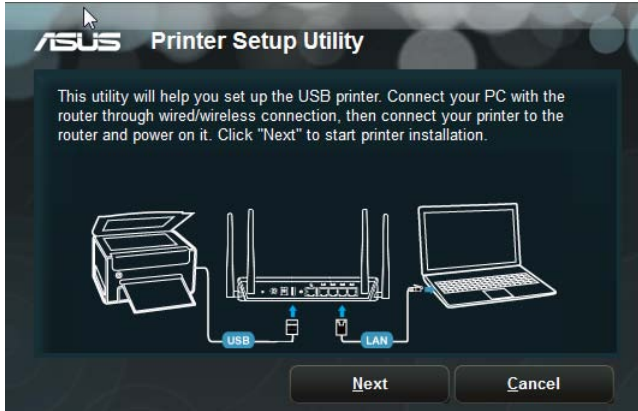 ASUS Printer Setup Utility
This utility will help you set up the USB printer. Connect your PC with the
router through wired/wireless connection, then connect your printer to the
router and power on it. Click "Next" to start printer installation.
USB
LAN
Next
Cancel